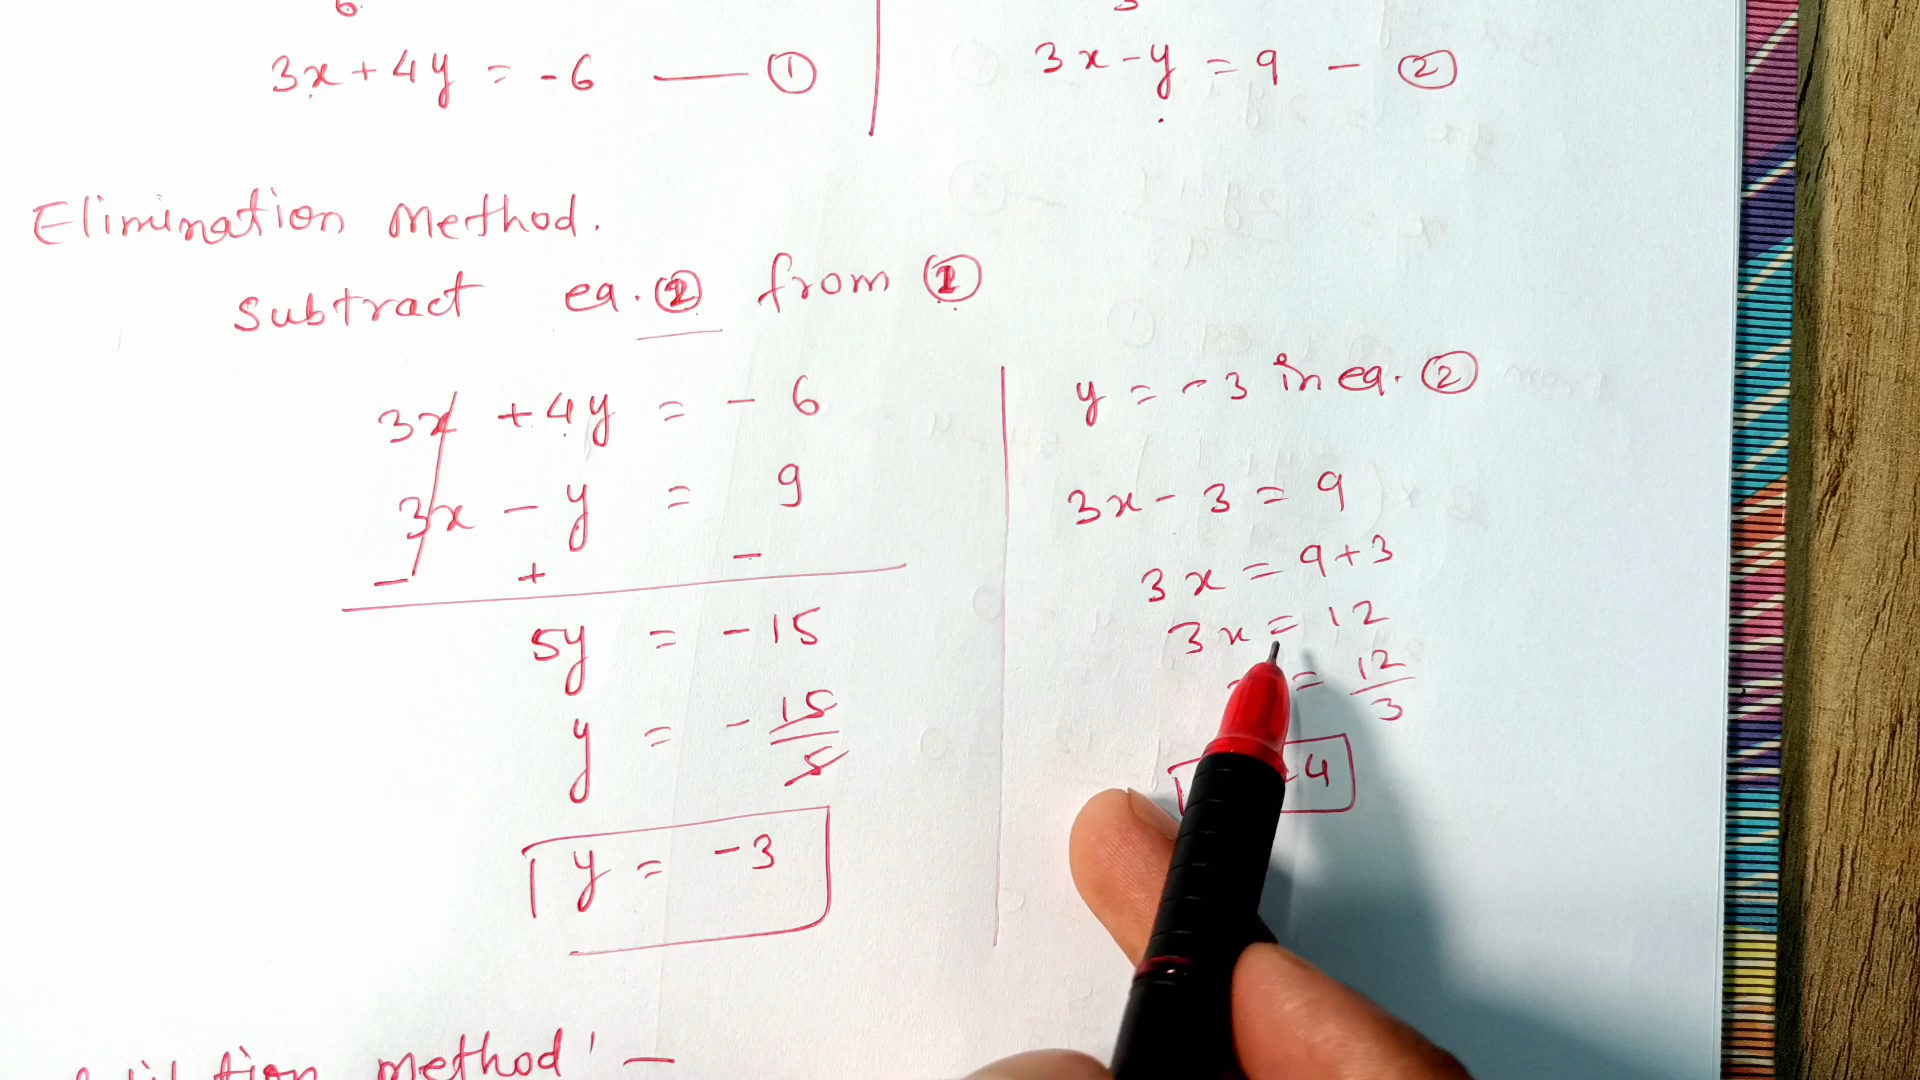 3x + 4y = - 6 — ①
3x - y = 9 - ②
Elimination Method.
Subtract eq. ② from ①
3x + 4y = - 6
3x - y = 9
- + -
5y = - 15
y = - 15/5
y = - 3
y = - 3 in eq. ②
3x - 3 = 9
3x = 9 + 3
3x = 12
= 12/3
4
method' —